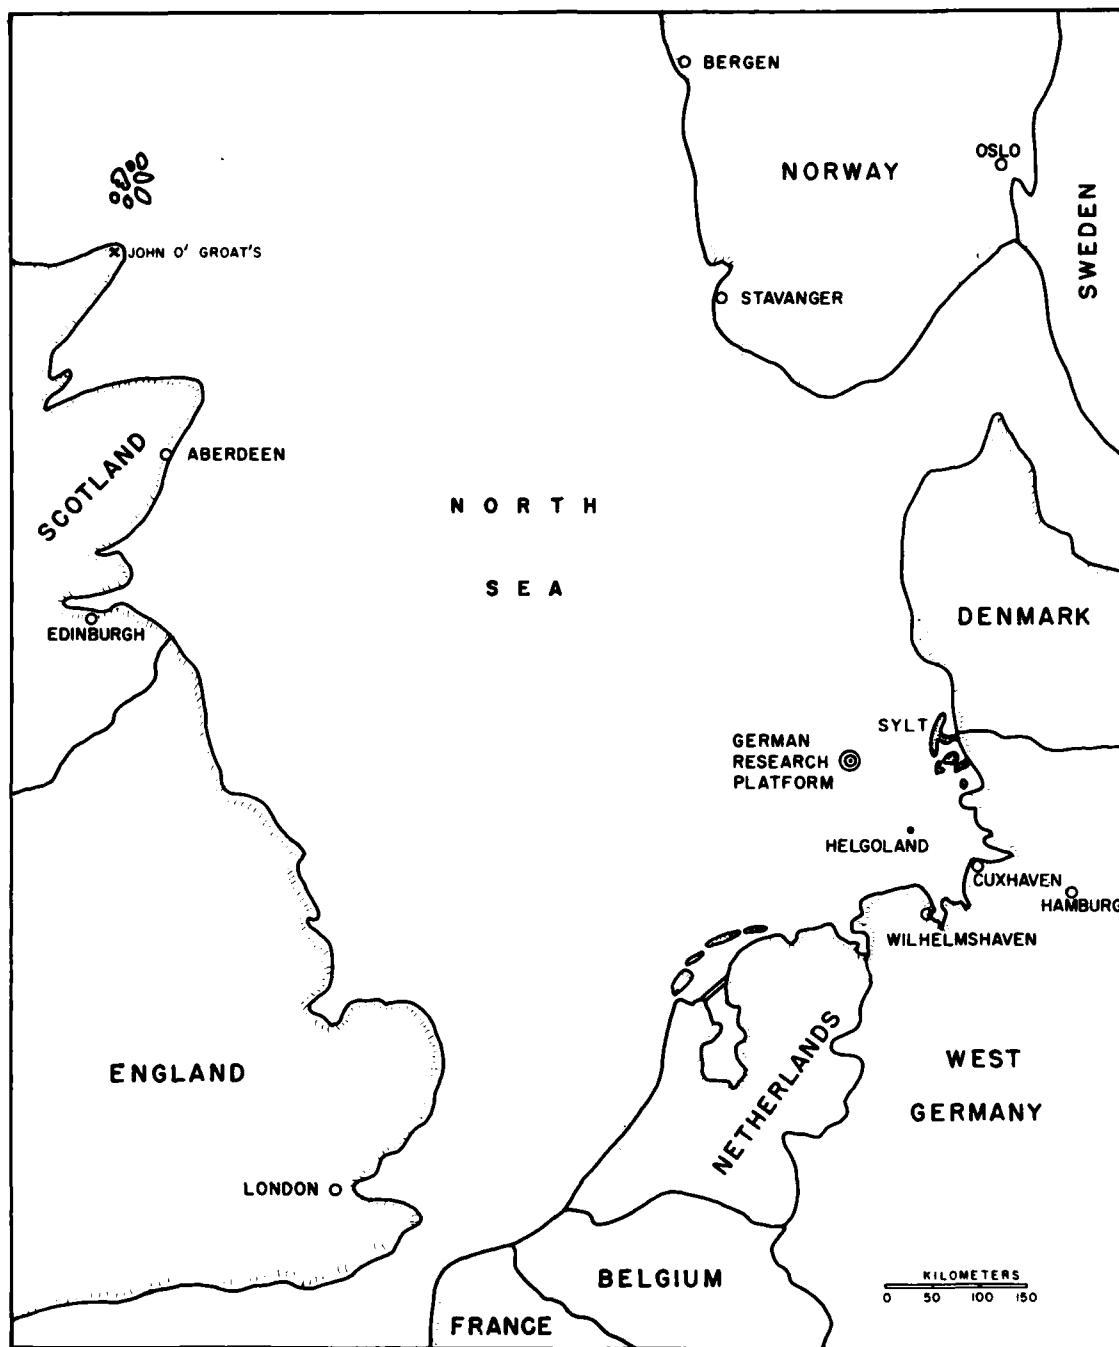 BERGEN
OSLO
NORWAY
SWEDEN
JOHN O' GROAT'S
STAVANGER
SCOTLAND
ABERDEEN
NORTH
SEA
EDINBURGH
DENMARK
SYLT
GERMAN
RESEARCH
PLATFORM
HELGOLAND
CUXHAVEN
HAMBURG
WILHELMSHAVEN
NETHERLANDS
WEST
GERMANY
ENGLAND
LONDON
BELGIUM
FRANCE
KILOMETERS
0 50 100 150